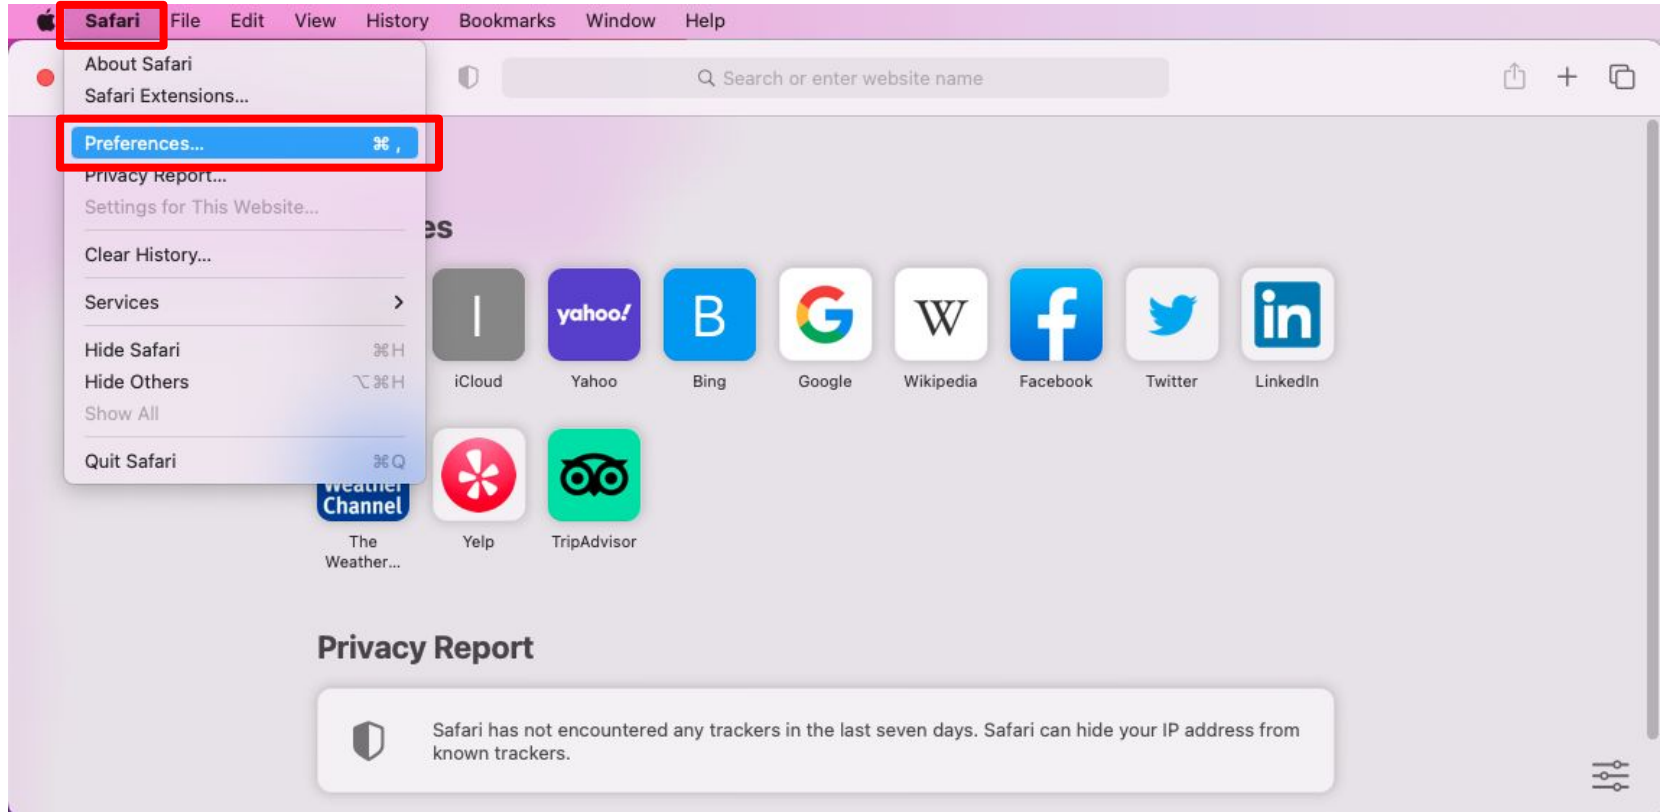 Safari File Edit View History Bookmarks Window Help
About Safari
Safari Extensions...
Preferences... ⌘ ,
Privacy Report...
Settings for This Website...
Clear History...
Services
Hide Safari ⌘H
Hide Others ⌥⌘H
Show All
Quit Safari ⌘Q
Search or enter website name
es
I
yahoo!
B
G
W
f
in
iCloud Yahoo Bing Google Wikipedia Facebook Twitter LinkedIn
Weather
Channel
The
Weather...
Yelp
TripAdvisor
Privacy Report
Safari has not encountered any trackers in the last seven days. Safari can hide your IP address from
known trackers.